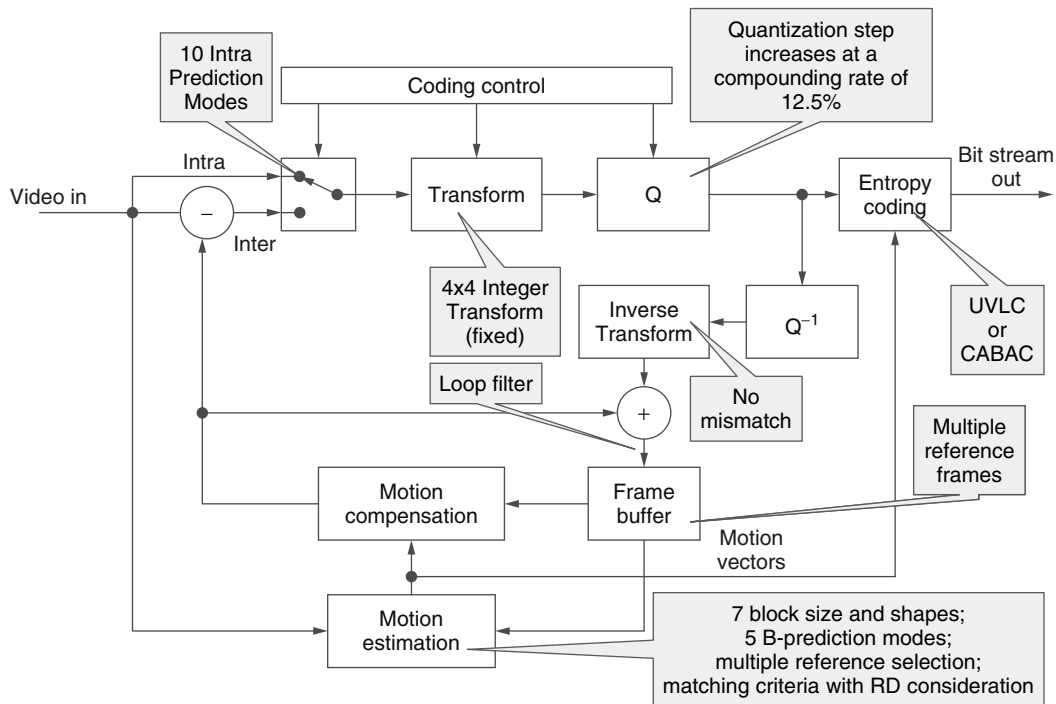 10 Intra
Prediction
Modes
Coding control
Quantization step
increases at a
compounding rate of
12.5%
Intra
Video in
−
Inter
Transform
Q
Entropy
coding
Bit stream
out
4x4 Integer
Transform
(fixed)
Inverse
Transform
Q−1
UVLC
or
CABAC
Loop filter
+
No
mismatch
Multiple
reference
frames
Motion
compensation
Frame
buffer
Motion
vectors
Motion
estimation
7 block size and shapes;
5 B-prediction modes;
multiple reference selection;
matching criteria with RD consideration